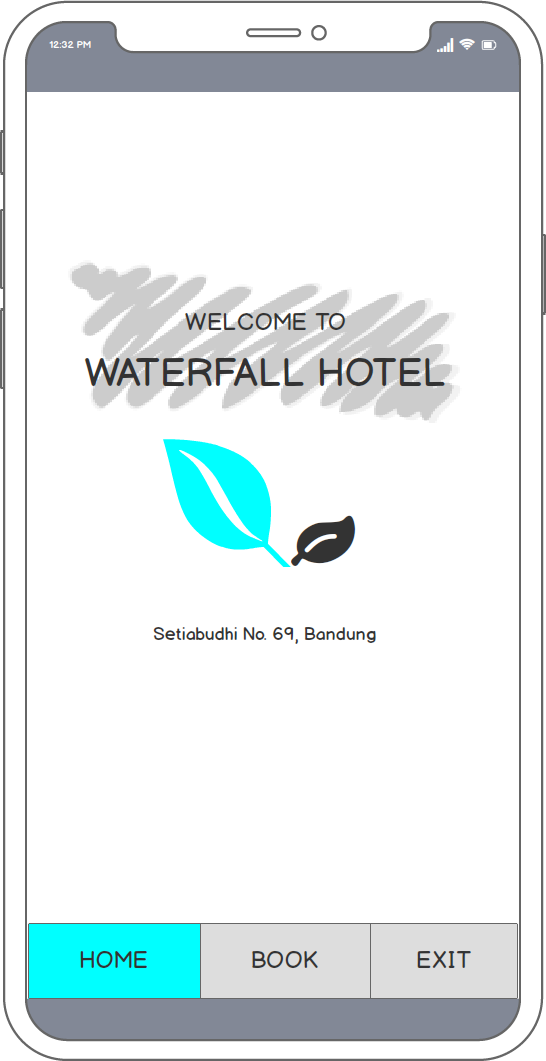 12:32 PM
WELCOME TO
WATERFALL HOTEL
Setiabudhi No. 69, Bandung
HOME
BOOK
EXIT